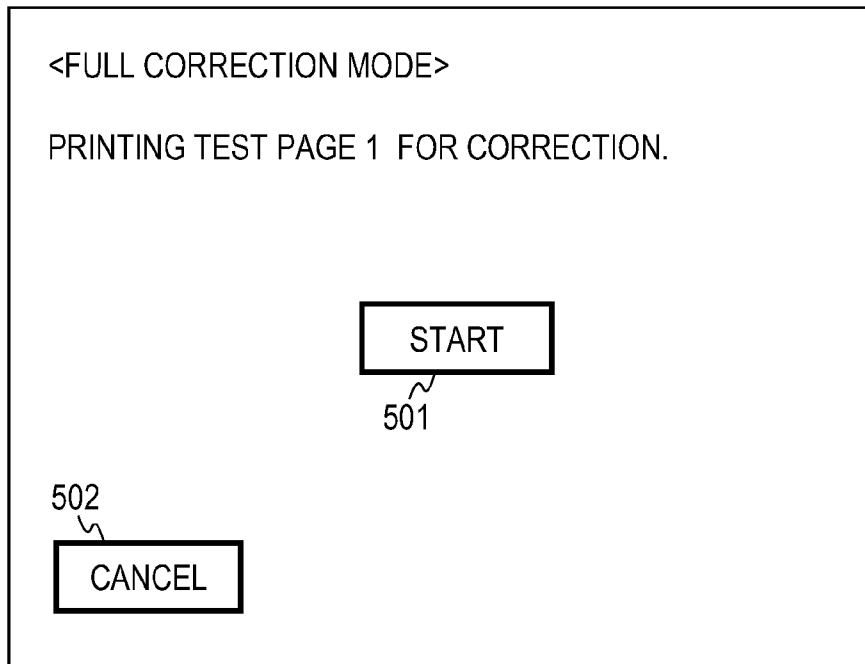 <FULL CORRECTION MODE>
PRINTING TEST PAGE 1 FOR CORRECTION.
START
501
502
CANCEL